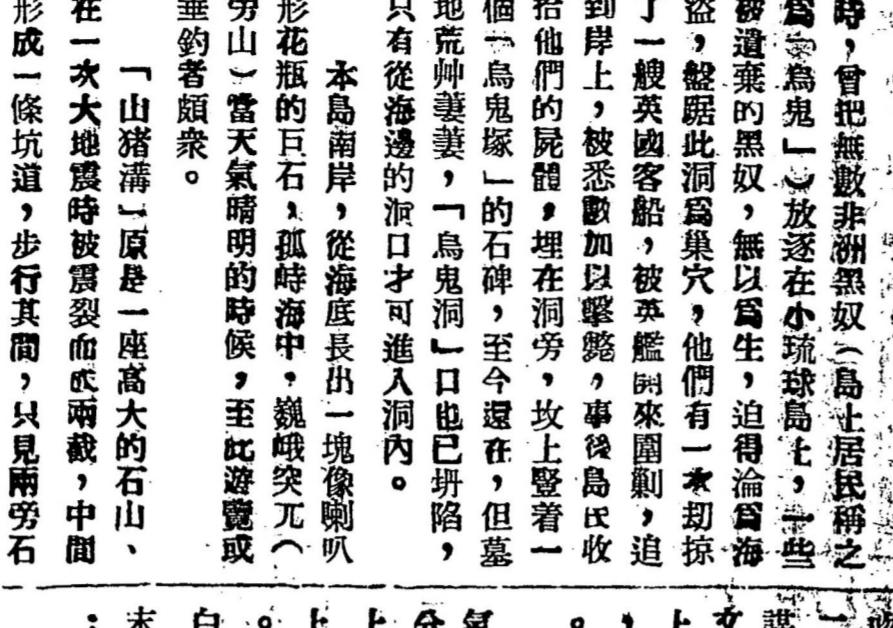 時，曾把無數非洲黑奴（島上居民稱之
爲「烏鬼」）放逐在小琉球島上，一些
被遺棄的黑奴，無以爲生，迫得淪爲海
盜，盤踞此洞爲巢穴，他們有一次劫掠
了一艘英國客船，被英艦開來圍剿，追
到岸上，被悉數加以擊斃，事後島民收
拾他們的屍體，埋在洞旁，坟上豎着一
個「烏鬼塚」的石碑，至今還在，但墓
地荒艸萋萋，「烏鬼洞」口也已坍陷，
只有從海邊的洞口才可進入洞內。
本島南岸，從海底長出一塊像喇叭
形花瓶的巨石，孤峙海中，巍峨突兀（
旁山）當天氣晴明的時候，至此遊覽或
垂釣者頗衆。
「山猪溝」原是一座高大的石山、
在一次大地震時被震裂而成兩截，中間
形成一條坑道，步行其間，只見兩旁石